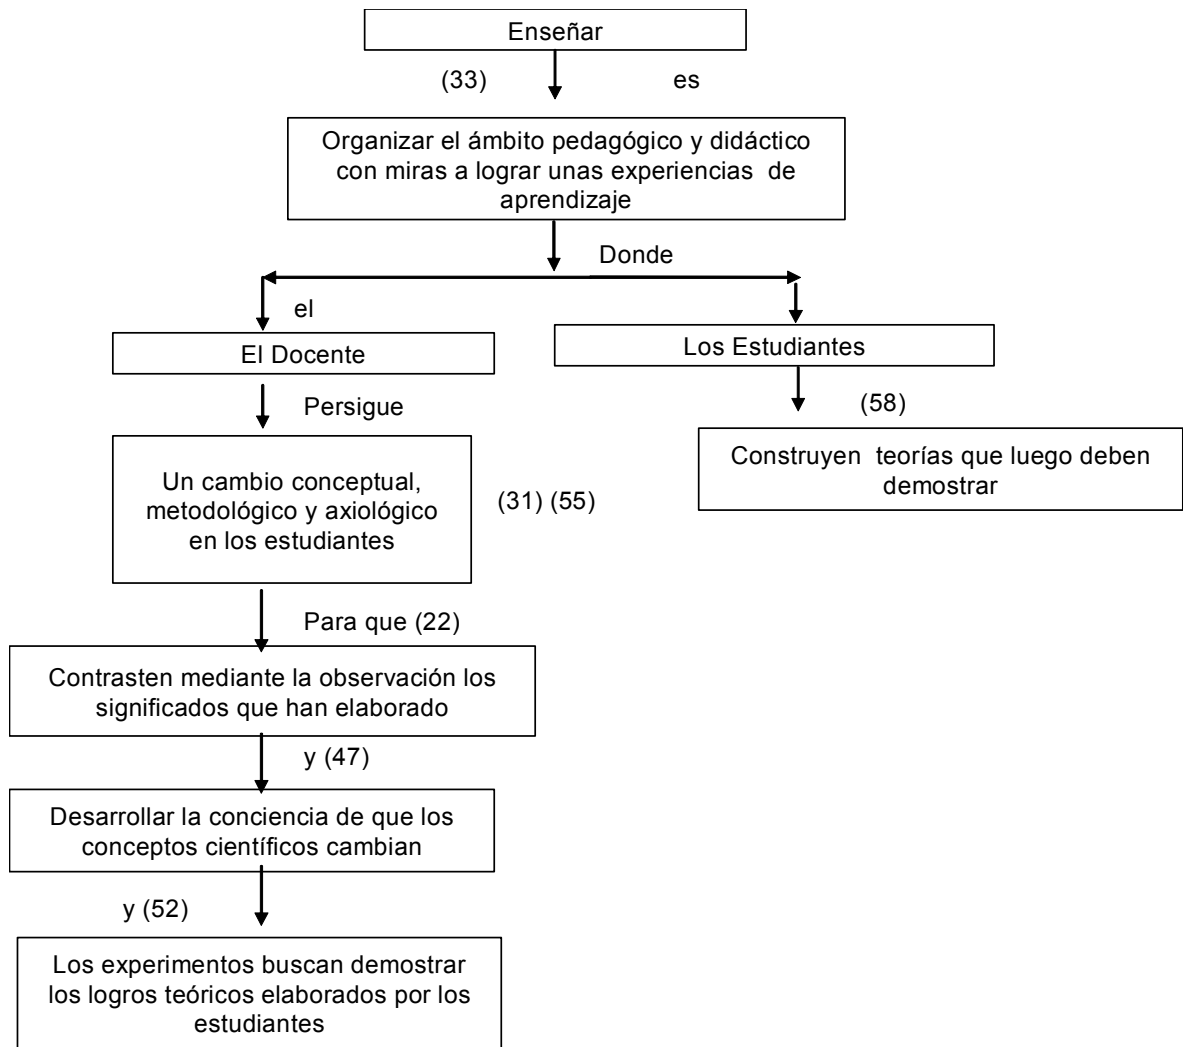 Enseñar
(33) es
Organizar el ámbito pedagógico y didáctico
con miras a lograr unas experiencias de
aprendizaje
Donde
el
El Docente
Los Estudiantes
Persigue
(58)
Un cambio conceptual,
metodológico y axiológico
en los estudiantes
(31) (55)
Construyen teorías que luego deben
demostrar
Para que (22)
Contrasten mediante la observación los
significados que han elaborado
y (47)
Desarrollar la conciencia de que los
conceptos científicos cambian
y (52)
Los experimentos buscan demostrar
los logros teóricos elaborados por los
estudiantes